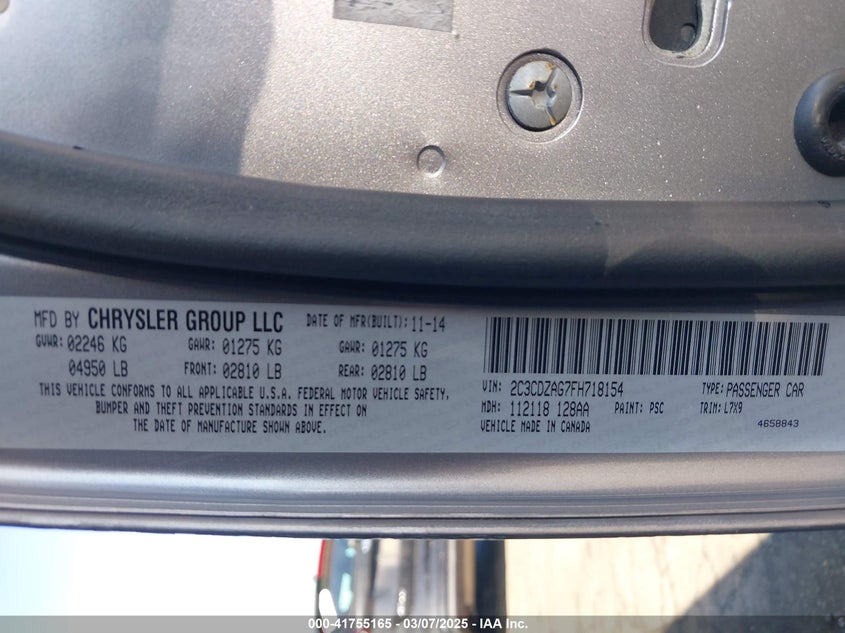 MFD BY CHRYSLER GROUP LLC DATE OF MFR(BUILT): 11-14
GVWR: 02246 KG GAWR: 01275 KG GAWR: 01275 KG
04950 LB FRONT: 02810 LB REAR: 02810 LB
THIS VEHICLE CONFORMS TO ALL APPLICABLE U.S.A. FEDERAL MOTOR VEHICLE SAFETY,
BUMPER AND THEFT PREVENTION STANDARDS IN EFFECT ON
THE DATE OF MANUFACTURE SHOWN ABOVE.
VIN: 2C3CDZAG7FH718154 TYPE: PASSENGER CAR
MDH: 112118 128AA PAINT: PSC TRIM: L7X9
VEHICLE MADE IN CANADA 4658843
000-41755165 — 03/07/2025 — IAA Inc.